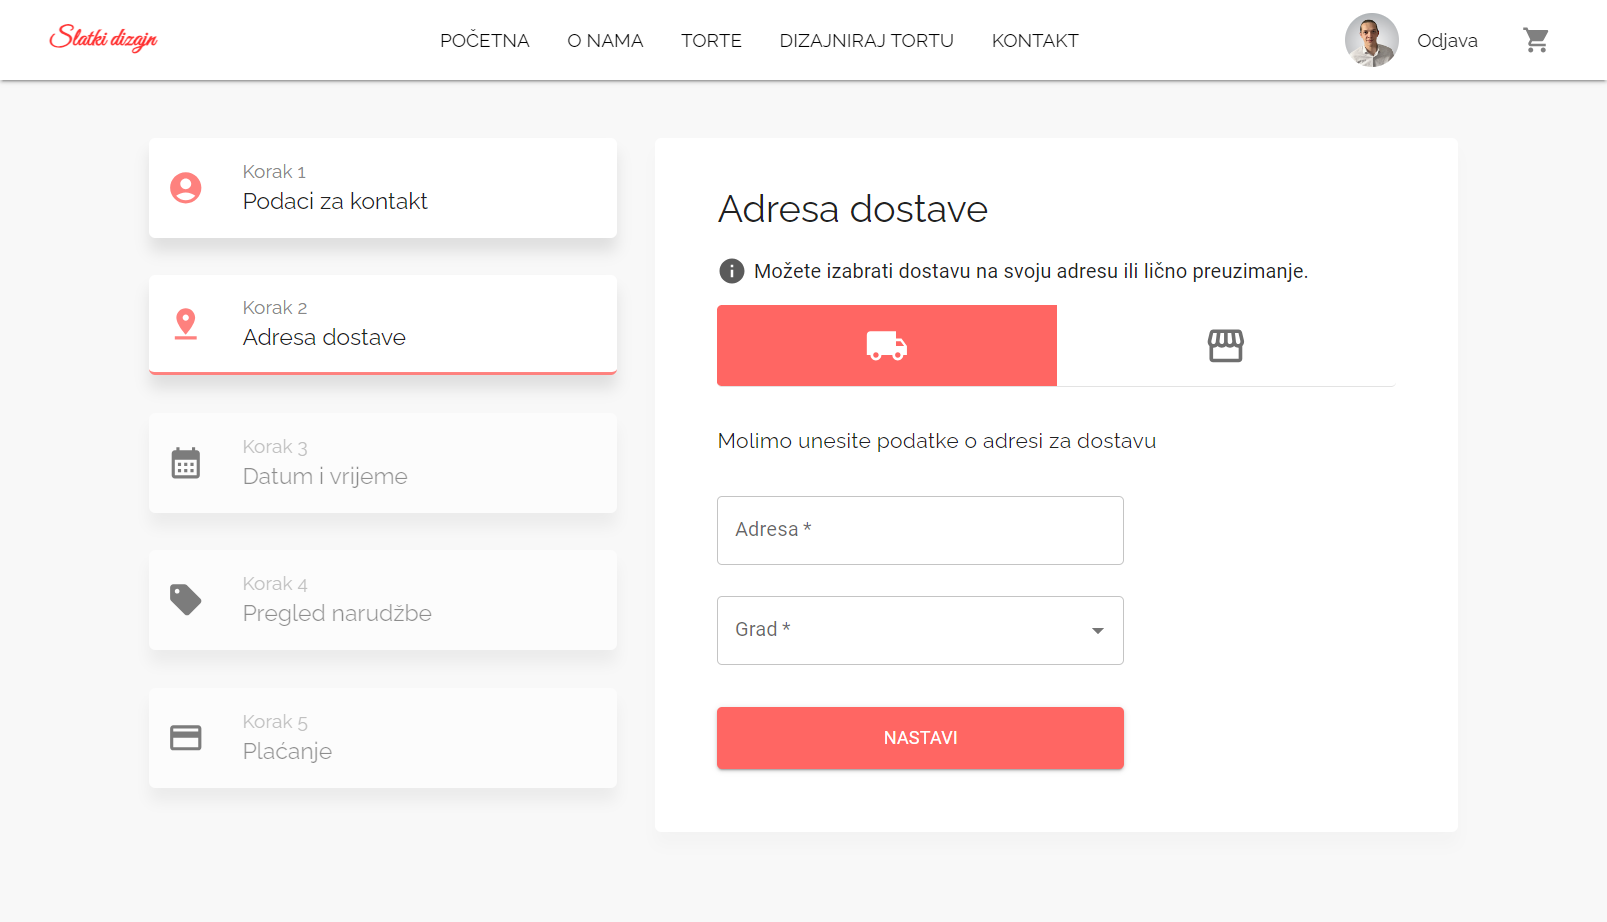 Slatki dizajn
POČETNA
O NAMA
TORTE
DIZAJNIRAJ TORTU
KONTAKT
Odjava
Korak 1
Podaci za kontakt
Korak 2
Adresa dostave
Korak 3
Datum i vrijeme
Korak 4
Pregled narudžbe
Korak 5
Plaćanje
Adresa dostave
Možete izabrati dostavu na svoju adresu ili lično preuzimanje.
Molimo unesite podatke o adresi za dostavu
Adresa *
Grad *
NASTAVI